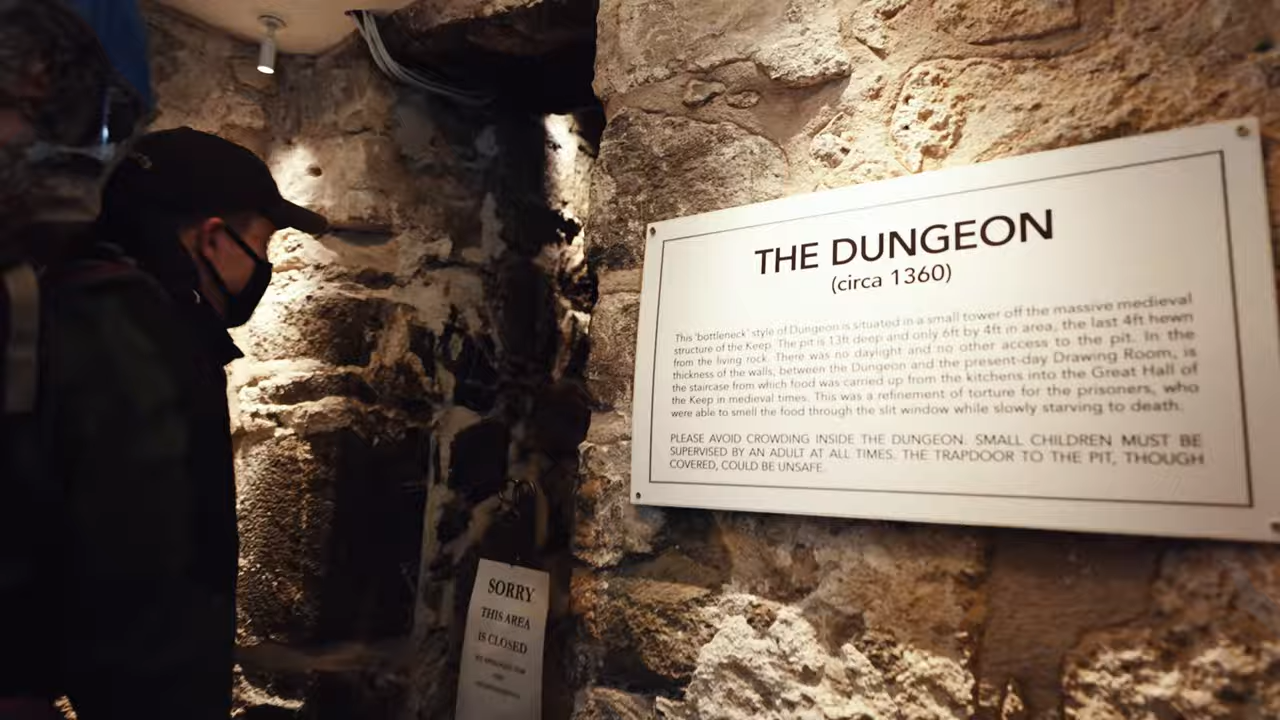 THE DUNGEON
(circa 1360)
This 'bottleneck' style of Dungeon is situated in a small tower off the massive medieval
structure of the Keep. The pit is 13ft deep and only 6ft by 4ft in area, the last 4ft hewn
from the living rock. There was no daylight and no other access to the pit. In the
thickness of the walls, between the Dungeon and the present-day Drawing Room, is
the staircase from which food was carried up from the kitchens into the Great Hall of
the Keep in medieval times. This was a refinement of torture for the prisoners, who
were able to smell the food through the slit window while slowly starving to death.
PLEASE AVOID CROWDING INSIDE THE DUNGEON. SMALL CHILDREN MUST BE
SUPERVISED BY AN ADULT AT ALL TIMES. THE TRAPDOOR TO THE PIT, THOUGH
COVERED, COULD BE UNSAFE.
SORRY
THIS AREA
IS CLOSED